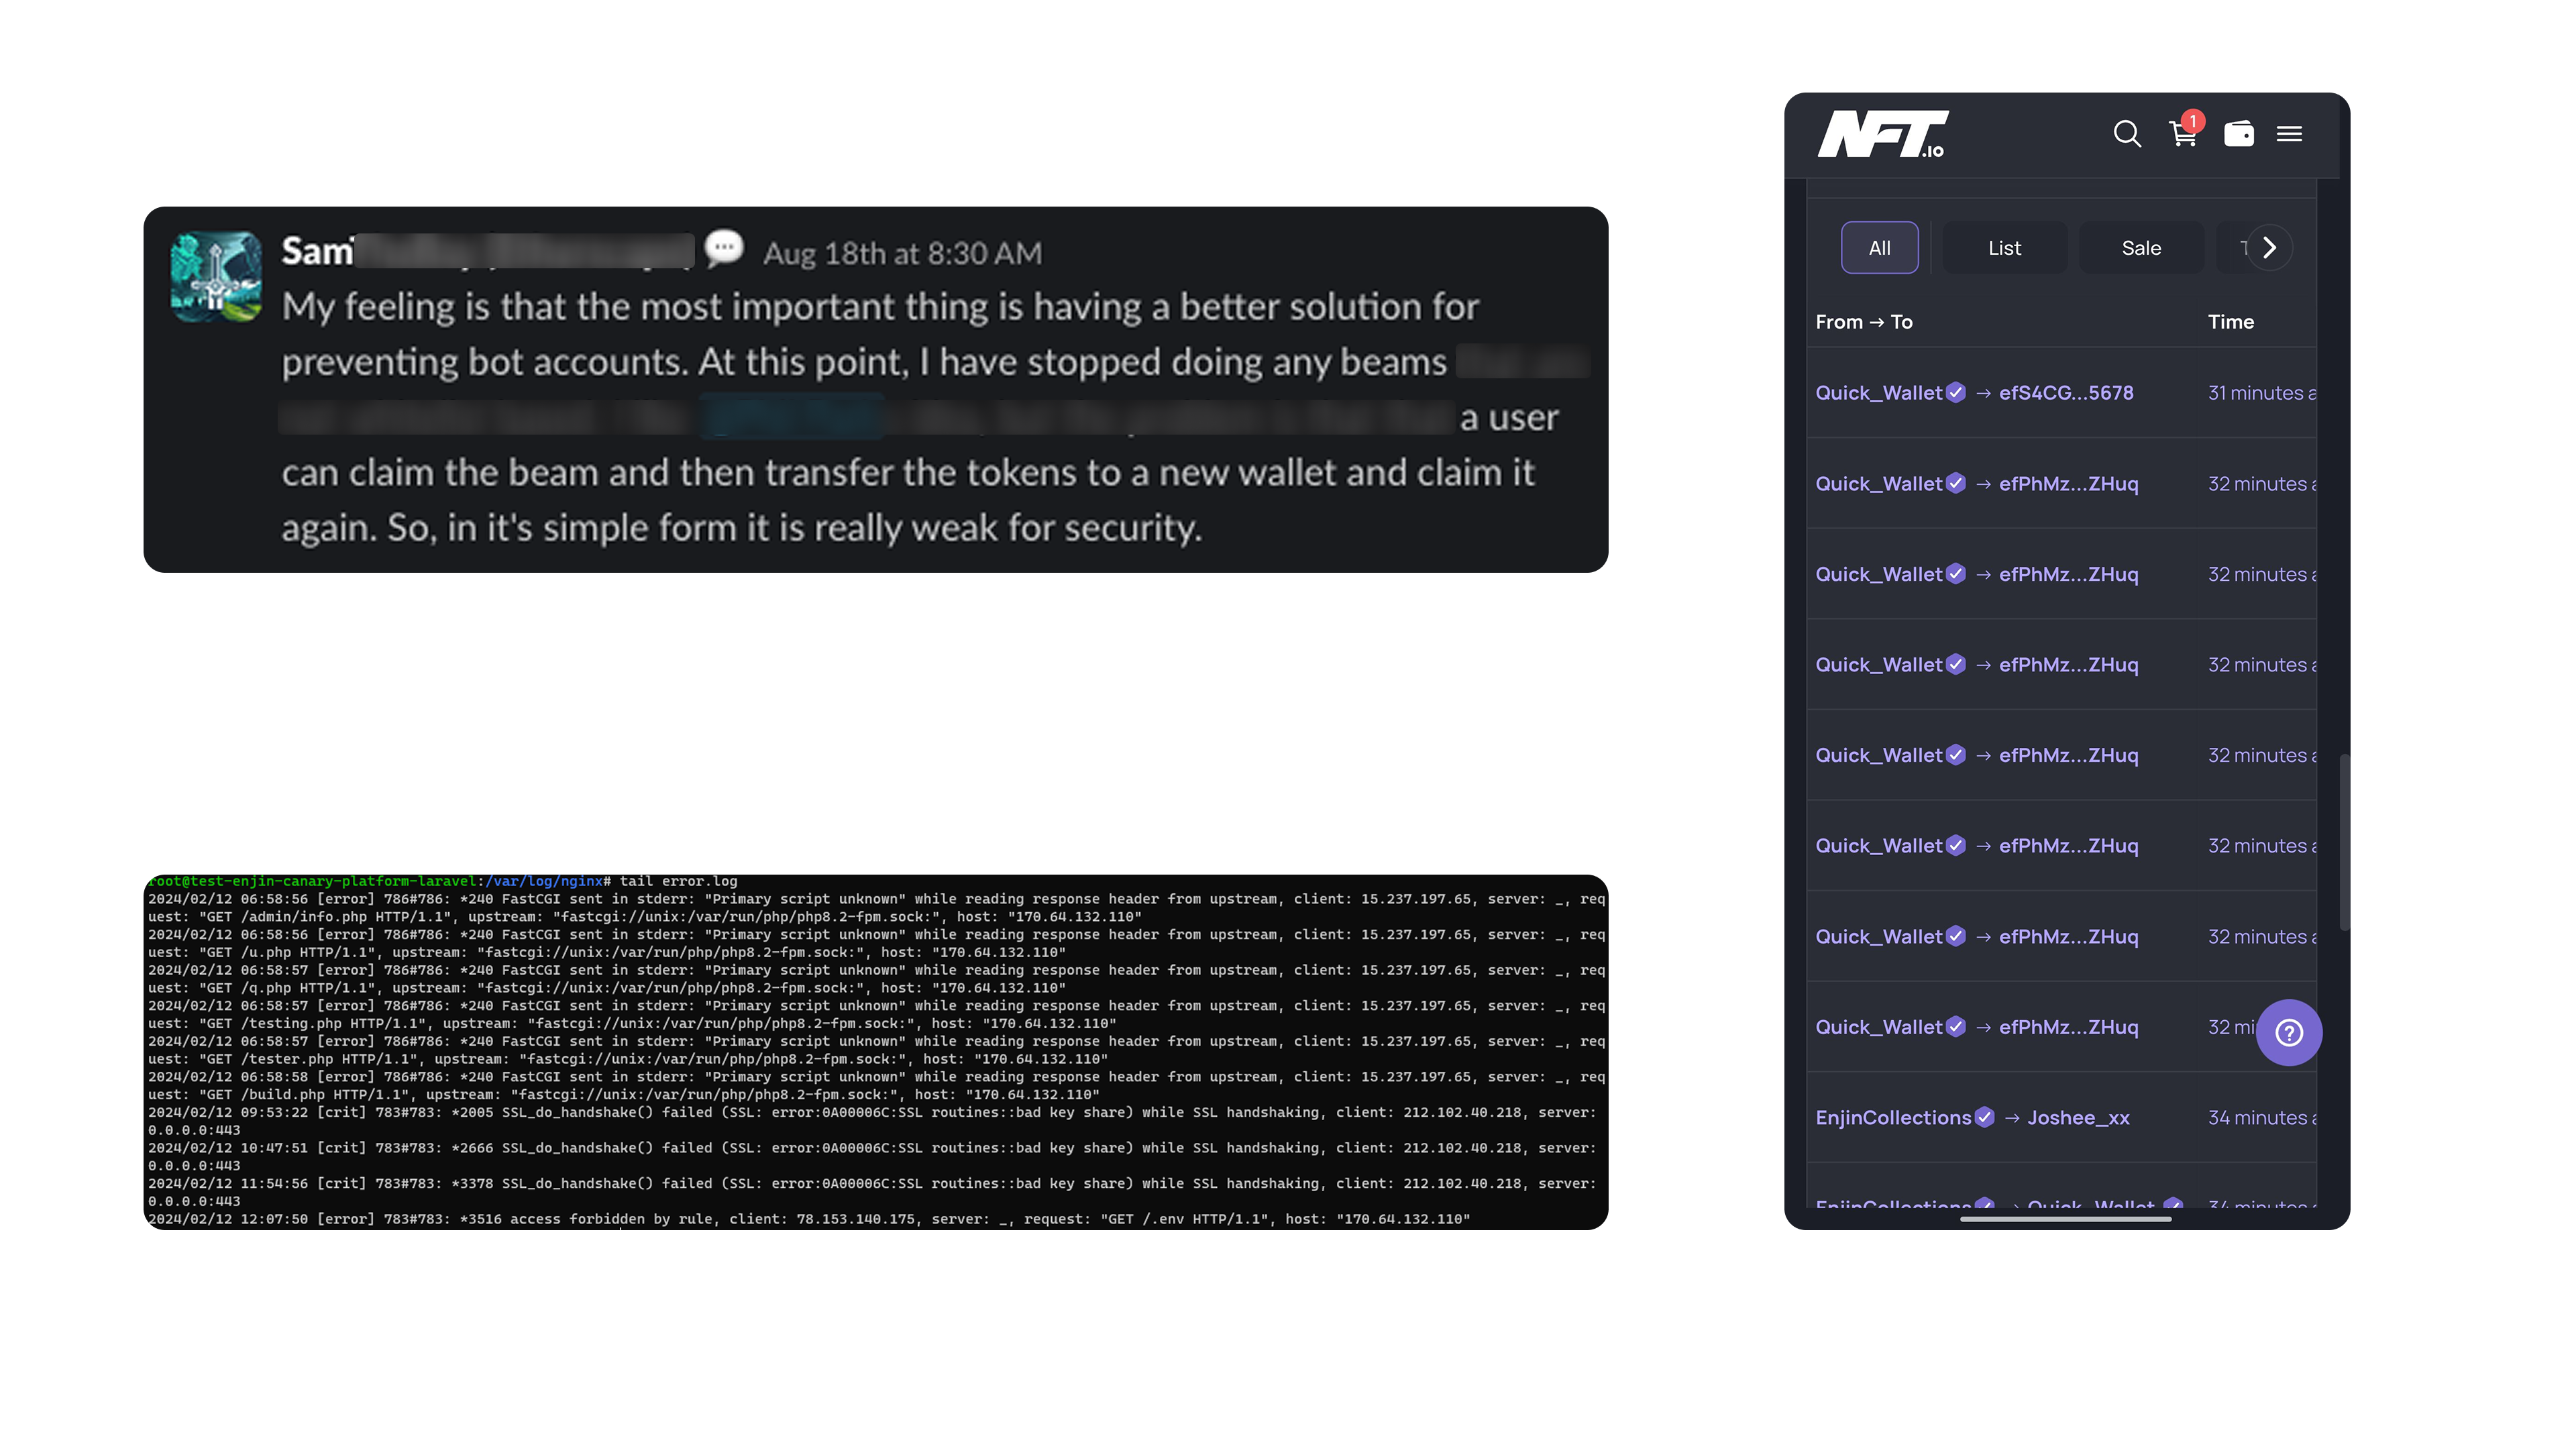 Sam
Aug 18th at 8:30 AM
My feeling is that the most important thing is having a better solution for
preventing bot accounts. At this point, I have stopped doing any beams
a user
can claim the beam and then transfer the tokens to a new wallet and claim it
again. So, in it's simple form it is really weak for security.
root@test-enjin-canary-platform-laravel:/var/log/nginx# tail error.log
2024/02/12 06:58:56 [error] 786#786: *240 FastCGI sent in stderr: "Primary script unknown" while reading response header from upstream, client: 15.237.197.65, server: _, req
uest: "GET /admin/info.php HTTP/1.1", upstream: "fastcgi://unix:/var/run/php/php8.2-fpm.sock:", host: "170.64.132.110"
2024/02/12 06:58:56 [error] 786#786: *240 FastCGI sent in stderr: "Primary script unknown" while reading response header from upstream, client: 15.237.197.65, server: _, req
uest: "GET /u.php HTTP/1.1", upstream: "fastcgi://unix:/var/run/php/php8.2-fpm.sock:", host: "170.64.132.110"
2024/02/12 06:58:57 [error] 786#786: *240 FastCGI sent in stderr: "Primary script unknown" while reading response header from upstream, client: 15.237.197.65, server: _, req
uest: "GET /q.php HTTP/1.1", upstream: "fastcgi://unix:/var/run/php/php8.2-fpm.sock:", host: "170.64.132.110"
2024/02/12 06:58:57 [error] 786#786: *240 FastCGI sent in stderr: "Primary script unknown" while reading response header from upstream, client: 15.237.197.65, server: _, req
uest: "GET /testing.php HTTP/1.1", upstream: "fastcgi://unix:/var/run/php/php8.2-fpm.sock:", host: "170.64.132.110"
2024/02/12 06:58:57 [error] 786#786: *240 FastCGI sent in stderr: "Primary script unknown" while reading response header from upstream, client: 15.237.197.65, server: _, req
uest: "GET /tester.php HTTP/1.1", upstream: "fastcgi://unix:/var/run/php/php8.2-fpm.sock:", host: "170.64.132.110"
2024/02/12 06:58:58 [error] 786#786: *240 FastCGI sent in stderr: "Primary script unknown" while reading response header from upstream, client: 15.237.197.65, server: _, req
uest: "GET /build.php HTTP/1.1", upstream: "fastcgi://unix:/var/run/php/php8.2-fpm.sock:", host: "170.64.132.110"
2024/02/12 09:53:22 [crit] 783#783: *2005 SSL_do_handshake() failed (SSL: error:0A00006C:SSL routines::bad key share) while SSL handshaking, client: 212.102.40.218, server:
0.0.0.0:443
2024/02/12 10:47:51 [crit] 783#783: *2666 SSL_do_handshake() failed (SSL: error:0A00006C:SSL routines::bad key share) while SSL handshaking, client: 212.102.40.218, server:
0.0.0.0:443
2024/02/12 11:54:56 [crit] 783#783: *3378 SSL_do_handshake() failed (SSL: error:0A00006C:SSL routines::bad key share) while SSL handshaking, client: 212.102.40.218, server:
0.0.0.0:443
2024/02/12 12:07:50 [error] 783#783: *3516 access forbidden by rule, client: 78.153.140.175, server: _, request: "GET /.env HTTP/1.1", host: "170.64.132.110"
NFT.io
1
All List Sale
From → To Time
Quick_Wallet → efS4CG...5678 31 minutes a
Quick_Wallet → efPhMz...ZHuq 32 minutes a
Quick_Wallet → efPhMz...ZHuq 32 minutes a
Quick_Wallet → efPhMz...ZHuq 32 minutes a
Quick_Wallet → efPhMz...ZHuq 32 minutes a
Quick_Wallet → efPhMz...ZHuq 32 minutes a
Quick_Wallet → efPhMz...ZHuq 32 minutes a
Quick_Wallet → efPhMz...ZHuq 32 mi
EnjinCollections → Joshee_xx 34 minutes a
EnjinCollections → Quick_Wallet 34 minutes a